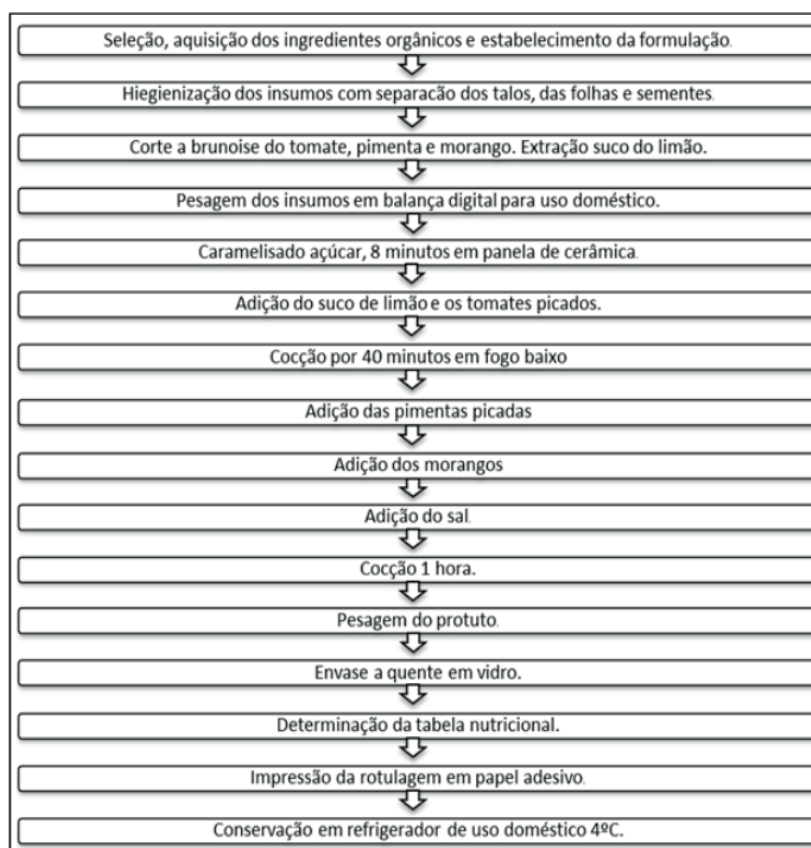 Seleção, aquisição dos ingredientes orgânicos e estabelecimento da formulação.
Hiegienização dos insumos com separacão dos talos, das folhas e sementes.
Corte a brunoise do tomate, pimenta e morango. Extração suco do limão.
Pesagem dos insumos em balança digital para uso doméstico.
Caramelisado açúcar, 8 minutos em panela de cerâmica.
Adição do suco de limão e os tomates picados.
Cocção por 40 minutos em fogo baixo
Adição das pimentas picadas
Adição dos morangos
Adição do sal.
Cocção 1 hora.
Pesagem do protuto.
Envase a quente em vidro.
Determinação da tabela nutricional.
Impressão da rotulagem em papel adesivo.
Conservação em refrigerador de uso doméstico 4ºC.